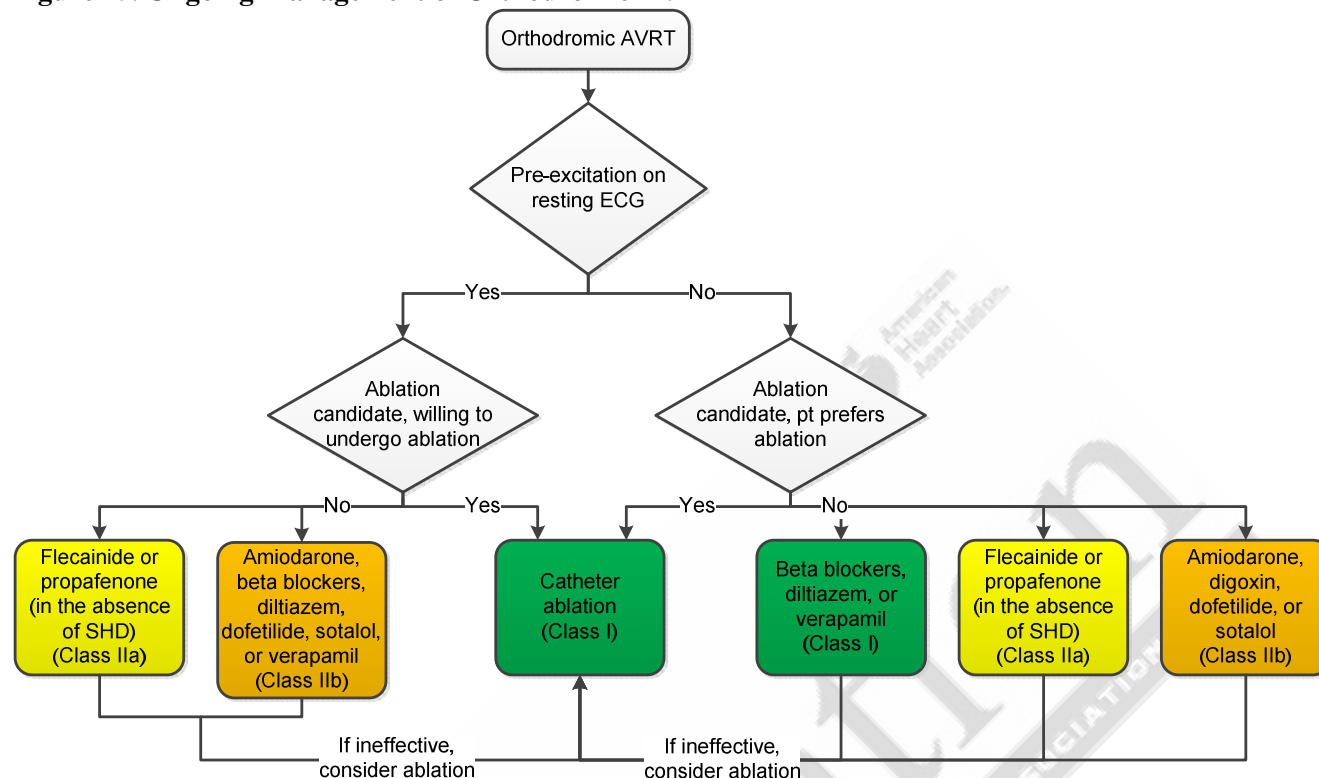 Orthodromic AVRT
Pre-excitation on
resting ECG
Yes
No
Ablation
candidate, willing to
undergo ablation
Ablation
candidate, pt prefers
ablation
No
Yes
Yes
No
Flecainide or
propafenone
(in the absence
of SHD)
(Class IIa)
Amiodarone,
beta blockers,
diltiazem,
dofetilide, sotalol,
or verapamil
(Class IIb)
Catheter
ablation
(Class I)
Beta blockers,
diltiazem, or
verapamil
(Class I)
Flecainide or
propafenone
(in the absence
of SHD)
(Class IIa)
Amiodarone,
digoxin,
dofetilide, or
sotalol
(Class IIb)
If ineffective,
consider ablation
If ineffective,
consider ablation
American
Heart
Association.